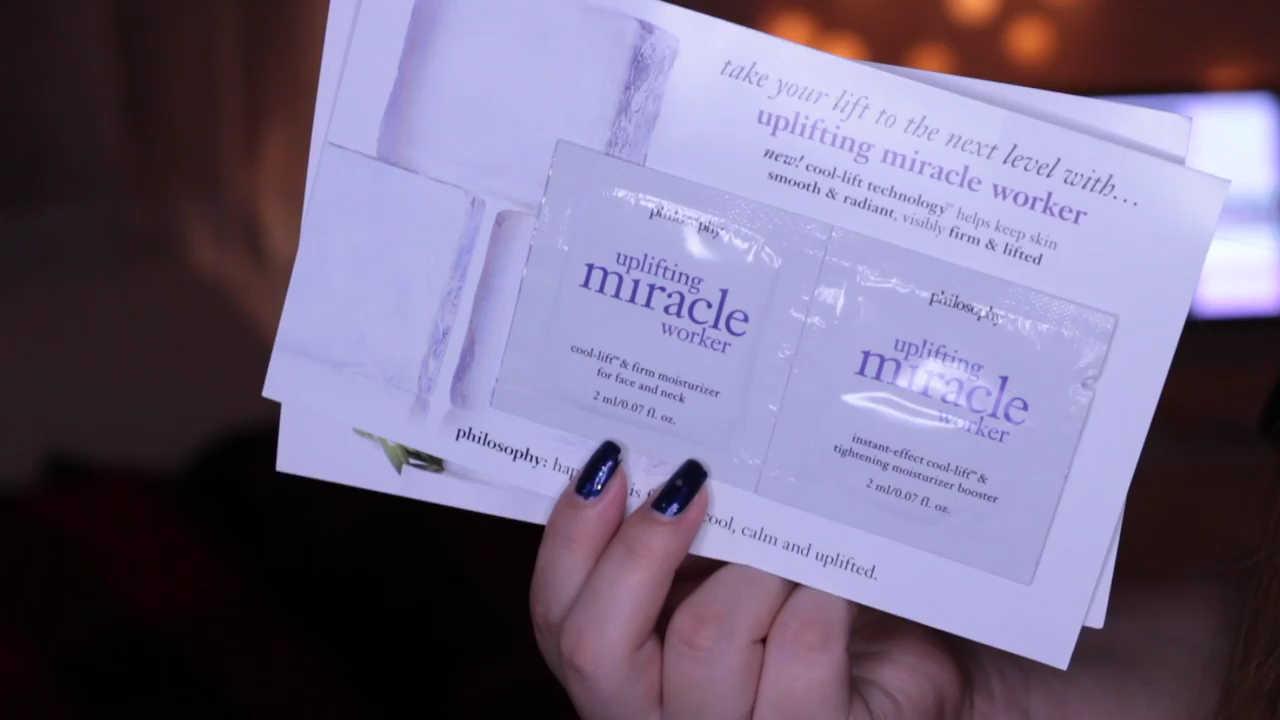 take your lift to the next level with...
uplifting miracle worker
new! cool-lift technology™ helps keep skin
smooth & radiant, visibly firm & lifted
philosophy
uplifting
miracle
worker
cool-lift™ & firm moisturizer
for face and neck
2 ml/0.07 fl. oz.
philosophy
uplifting
miracle
worker
instant-effect cool-lift™ &
tightening moisturizer booster
2 ml/0.07 fl. oz.
philosophy: is cool, calm and uplifted.